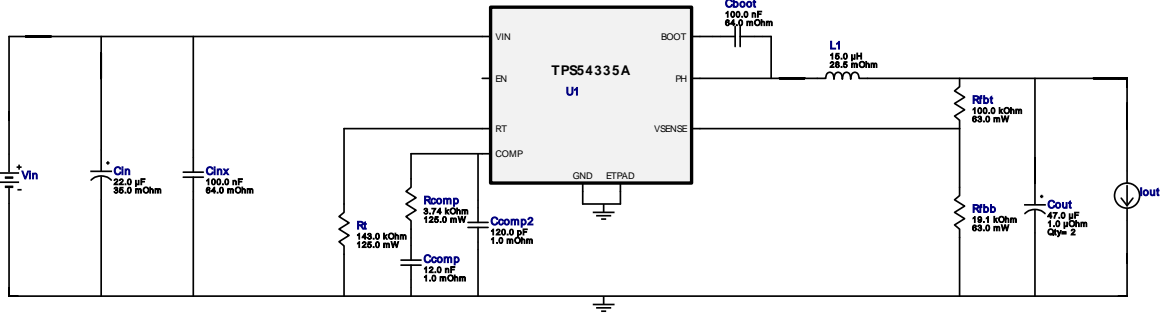 Cboot
100.0 nF
64.0 mOhm
VIN
BOOT
TPS54335A
U1
EN
PH
L1
15.0 µH
28.5 mOhm
Rfbt
100.0 kOhm
63.0 mW
RT
VSENSE
COMP
GND
ETPAD
+
Vin
-
Cin
22.0 µF
35.0 mOhm
Cinx
100.0 nF
64.0 mOhm
Rt
143.0 kOhm
125.0 mW
Rcomp
3.74 kOhm
125.0 mW
Ccomp2
120.0 pF
1.0 mOhm
Ccomp
12.0 nF
1.0 mOhm
Rfbb
19.1 kOhm
63.0 mW
Cout
47.0 µF
1.0 µOhm
Qty= 2
Iout